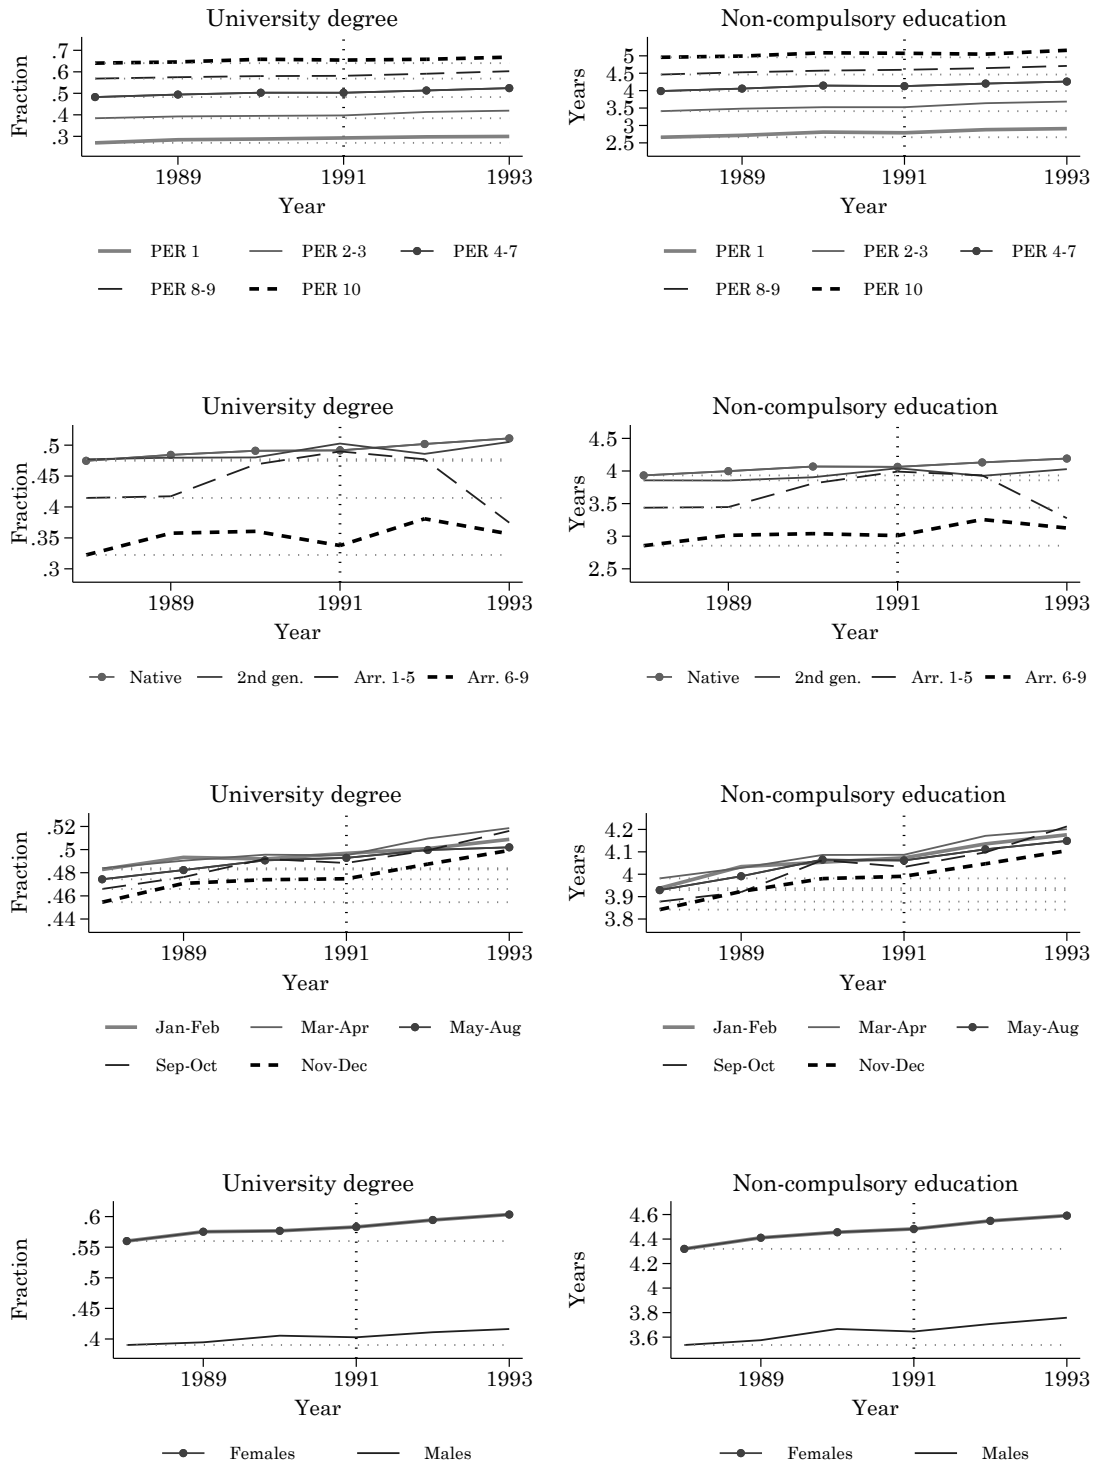 University degree
Fraction
.7
.6
.5
.4
.3
1989 1991 1993
Year
PER 1 PER 2-3 PER 4-7
PER 8-9 PER 10
Non-compulsory education
Years
5
4.5
4
3.5
3
2.5
1989 1991 1993
Year
PER 1 PER 2-3 PER 4-7
PER 8-9 PER 10
University degree
Fraction
.5
.45
.4
.35
.3
1989 1991 1993
Year
Native 2nd gen. Arr. 1-5 Arr. 6-9
Non-compulsory education
Years
4.5
4
3.5
3
2.5
1989 1991 1993
Year
Native 2nd gen. Arr. 1-5 Arr. 6-9
University degree
Fraction
.52
.5
.48
.46
.44
1989 1991 1993
Year
Jan-Feb Mar-Apr May-Aug
Sep-Oct Nov-Dec
Non-compulsory education
Years
4.2
4.1
4
3.9
3.8
1989 1991 1993
Year
Jan-Feb Mar-Apr May-Aug
Sep-Oct Nov-Dec
University degree
Fraction
.6
.55
.5
.45
.4
1989 1991 1993
Year
Females Males
Non-compulsory education
Years
4.6
4.4
4.2
4
3.8
3.6
1989 1991 1993
Year
Females Males